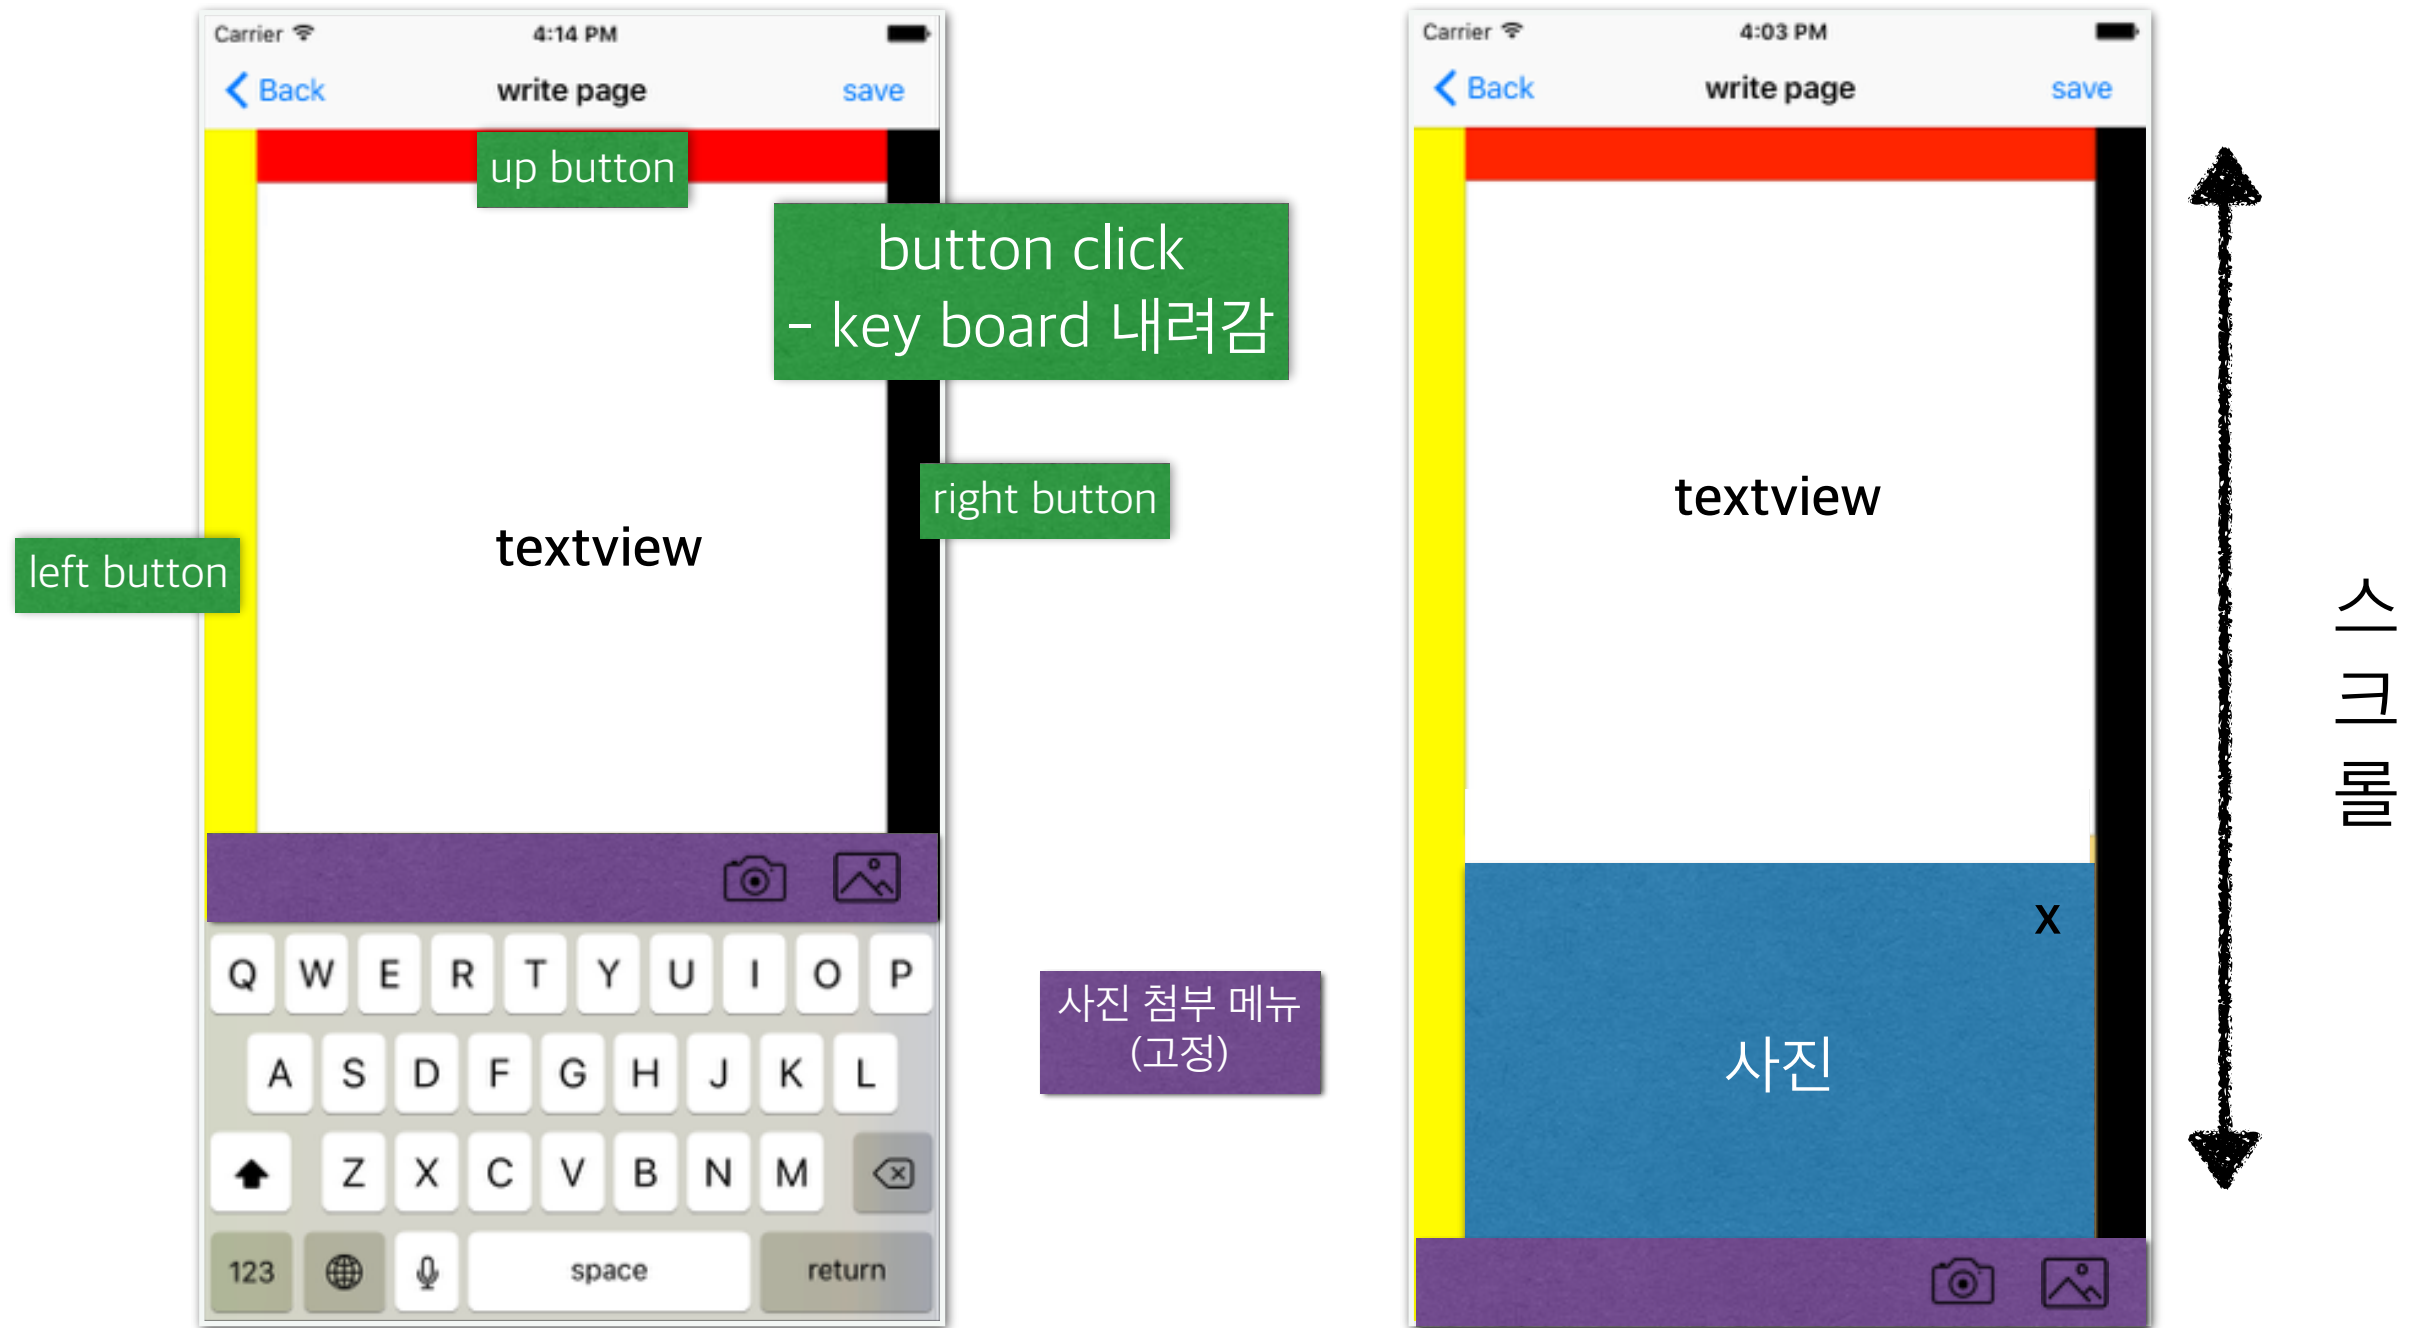 Carrier 4:14 PM
Back write page save
up button
button click
- key board 내려감
right button
left button
textview
Q W E R T Y U I O P
A S D F G H J K L
Z X C V B N M
123 space return
사진 첨부 메뉴
(고정)
Carrier 4:03 PM
Back write page save
textview
X
사진
스
크
롤